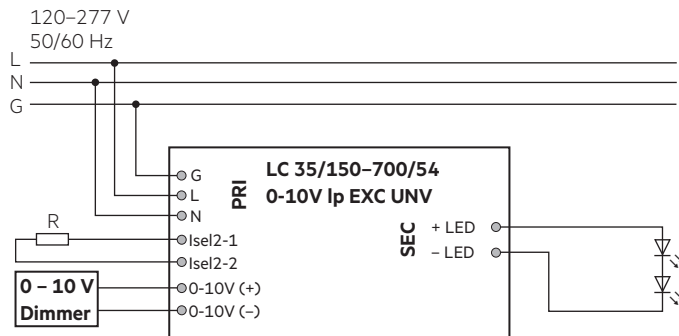 120–277 V
50/60 Hz
L
N
G
G
L
N
PRI
LC 35/150–700/54
0-10V lp EXC UNV
R
Isel2-1
Isel2-2
0 – 10 V
Dimmer
0-10V (+)
0-10V (–)
SEC
+ LED
– LED